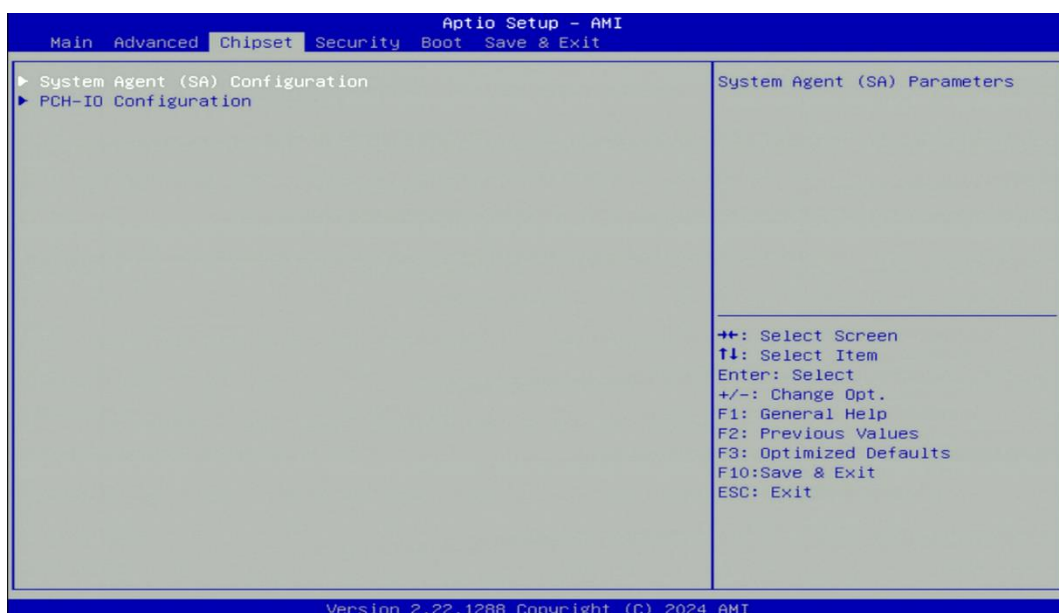 Aptio Setup – AMI
Main Advanced Chipset Security Boot Save & Exit
▶ System Agent (SA) Configuration
▶ PCH-IO Configuration
System Agent (SA) Parameters
→←: Select Screen
↑↓: Select Item
Enter: Select
+/-: Change Opt.
F1: General Help
F2: Previous Values
F3: Optimized Defaults
F10:Save & Exit
ESC: Exit
Version 2.22.1288 Copyright (C) 2024 AMI